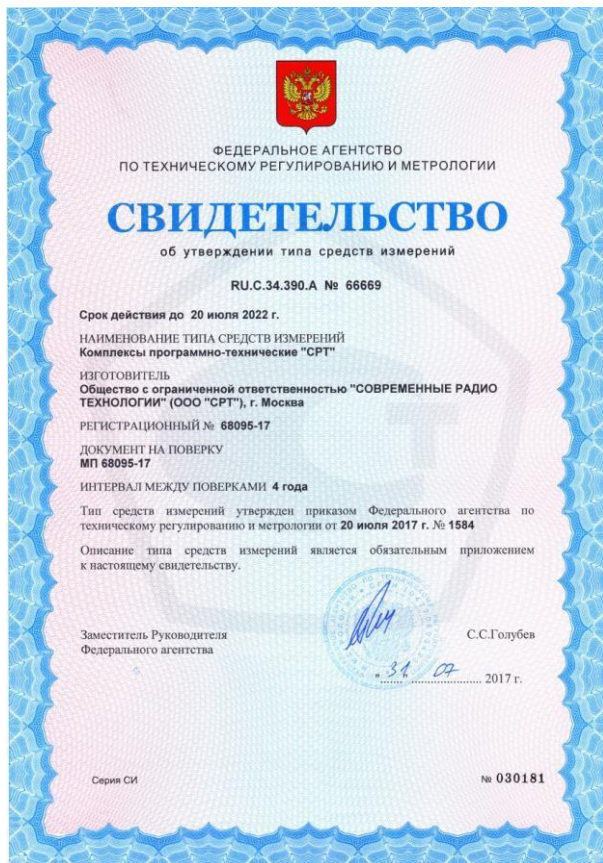 ФЕДЕРАЛЬНОЕ АГЕНТСТВО
ПО ТЕХНИЧЕСКОМУ РЕГУЛИРОВАНИЮ И МЕТРОЛОГИИ
СВИДЕТЕЛЬСТВО
об утверждении типа средств измерений
RU.C.34.390.A № 66669
Срок действия до 20 июля 2022 г.
НАИМЕНОВАНИЕ ТИПА СРЕДСТВ ИЗМЕРЕНИЙ
Комплексы программно-технические "СРТ"
ИЗГОТОВИТЕЛЬ
Общество с ограниченной ответственностью "СОВРЕМЕННЫЕ РАДИО
ТЕХНОЛОГИИ" (ООО "СРТ"), г. Москва
РЕГИСТРАЦИОННЫЙ № 68095-17
ДОКУМЕНТ НА ПОВЕРКУ
МП 68095-17
ИНТЕРВАЛ МЕЖДУ ПОВЕРКАМИ 4 года
Тип средств измерений утвержден приказом Федерального агентства по
техническому регулированию и метрологии от 20 июля 2017 г. № 1584
Описание типа средств измерений является обязательным приложением
к настоящему свидетельству.
Заместитель Руководителя
Федерального агентства
С.С.Голубев
"31" 07 2017 г.
Серия СИ
№ 030181